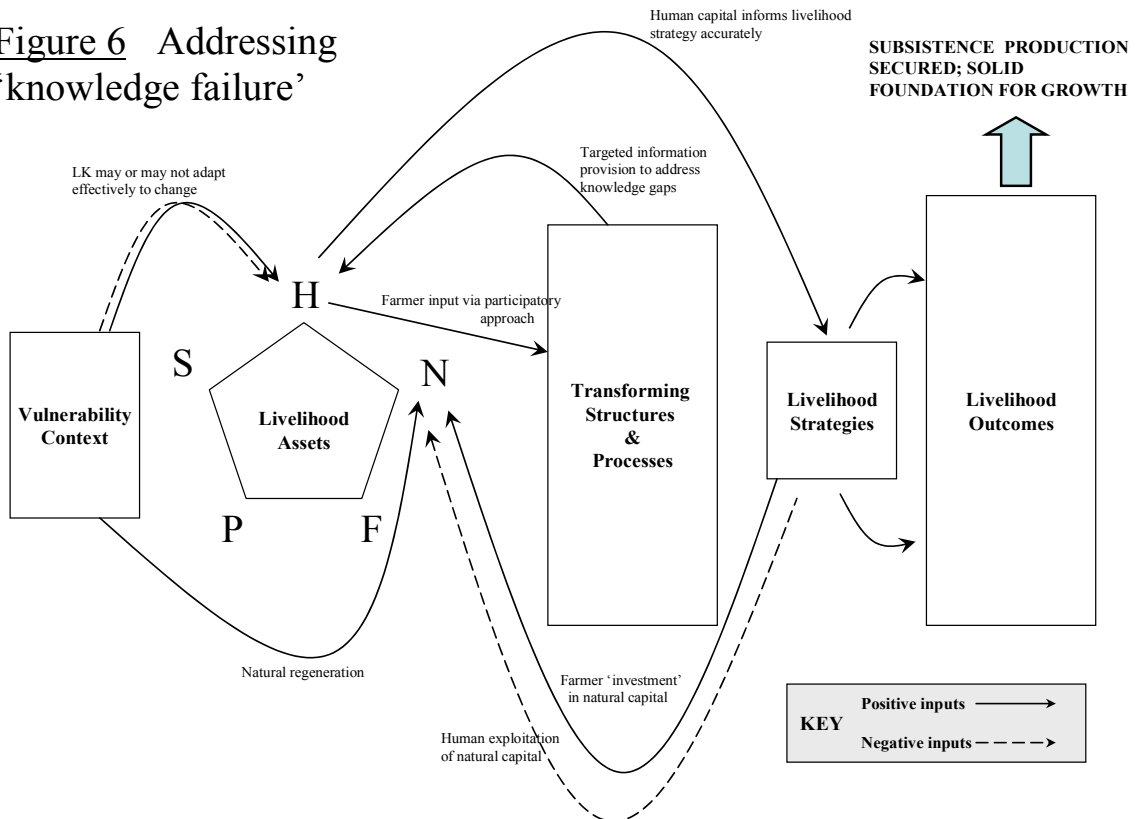 Figure 6 Addressing
‘knowledge failure’
Human capital informs livelihood
strategy accurately
SUBSISTENCE PRODUCTION
SECURED; SOLID
FOUNDATION FOR GROWTH
LK may or may not adapt
effectively to change
Targeted information
provision to address
knowledge gaps
H
Farmer input via participatory
approach
S
N
Vulnerability
Context
Livelihood
Assets
Transforming
Structures
&
Processes
Livelihood
Strategies
Livelihood
Outcomes
P
F
Natural regeneration
Farmer ‘investment’
in natural capital
Human exploitation
of natural capital
KEY
Positive inputs
Negative inputs